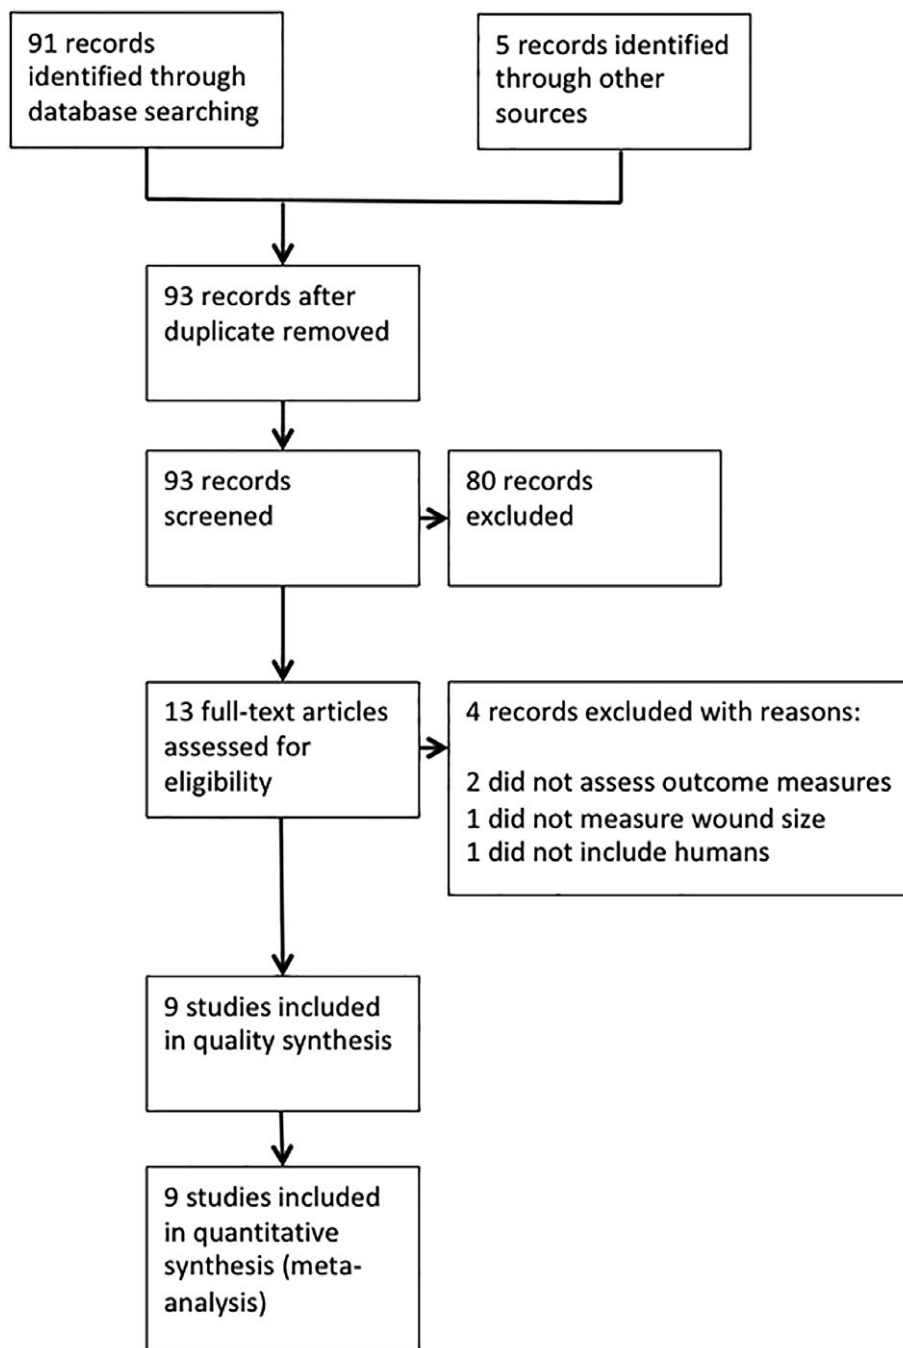 91 records
identified through
database searching
5 records identified
through other
sources
93 records after
duplicate removed
93 records
screened
80 records
excluded
13 full-text articles
assessed for
eligibility
4 records excluded with reasons:
2 did not assess outcome measures
1 did not measure wound size
1 did not include humans
9 studies included
in quality synthesis
9 studies included
in quantitative
synthesis (meta-
analysis)